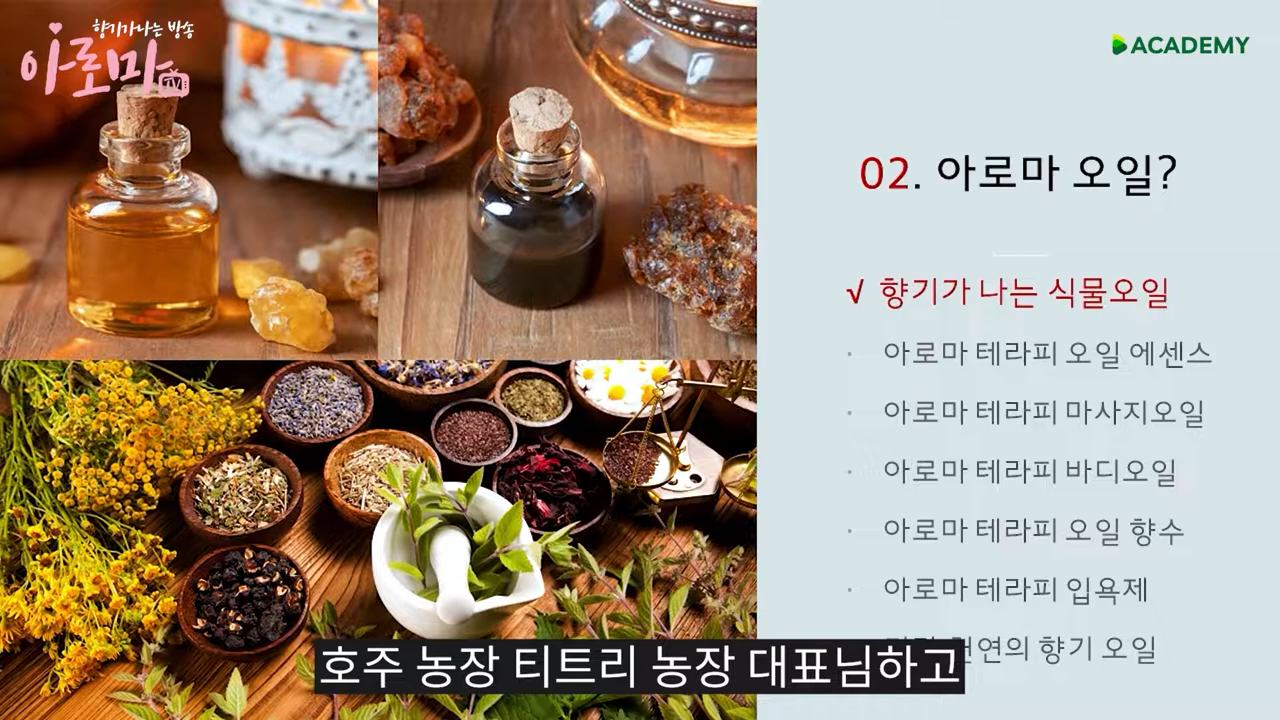 향기가나는 방송
아로마 TV
ACADEMY
02. 아로마 오일?
√ 향기가 나는 식물오일
· 아로마 테라피 오일 에센스
· 아로마 테라피 마사지오일
· 아로마 테라피 바디오일
· 아로마 테라피 오일 향수
· 아로마 테라피 입욕제
향기 오일
호주 농장 티트리 농장 대표님하고